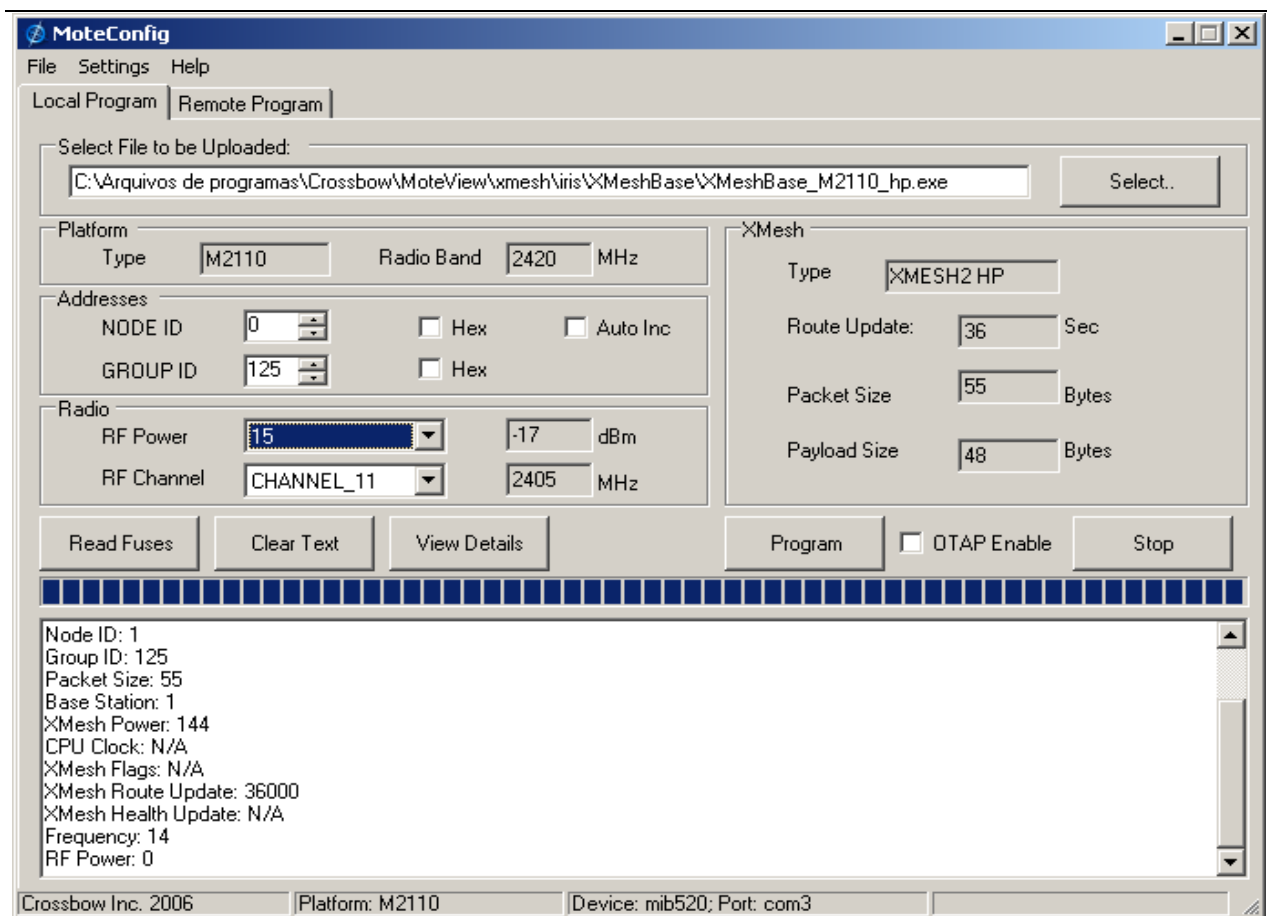 MoteConfig
File Settings Help
Local Program Remote Program
Select File to be Uploaded:
C:\Arquivos de programas\Crossbow\MoteView\xmesh\iris\XMeshBase\XMeshBase_M2110_hp.exe Select..
Platform
Type M2110 Radio Band 2420 MHz
Addresses
NODE ID 0 Hex Auto Inc
GROUP ID 125 Hex
Radio
RF Power 15 -17 dBm
RF Channel CHANNEL_11 2405 MHz
XMesh
Type XMESH2 HP
Route Update: 36 Sec
Packet Size 55 Bytes
Payload Size 48 Bytes
Read Fuses Clear Text View Details Program OTAP Enable Stop
Node ID: 1
Group ID: 125
Packet Size: 55
Base Station: 1
XMesh Power: 144
CPU Clock: N/A
XMesh Flags: N/A
XMesh Route Update: 36000
XMesh Health Update: N/A
Frequency: 14
RF Power: 0
Crossbow Inc. 2006 Platform: M2110 Device: mib520; Port: com3